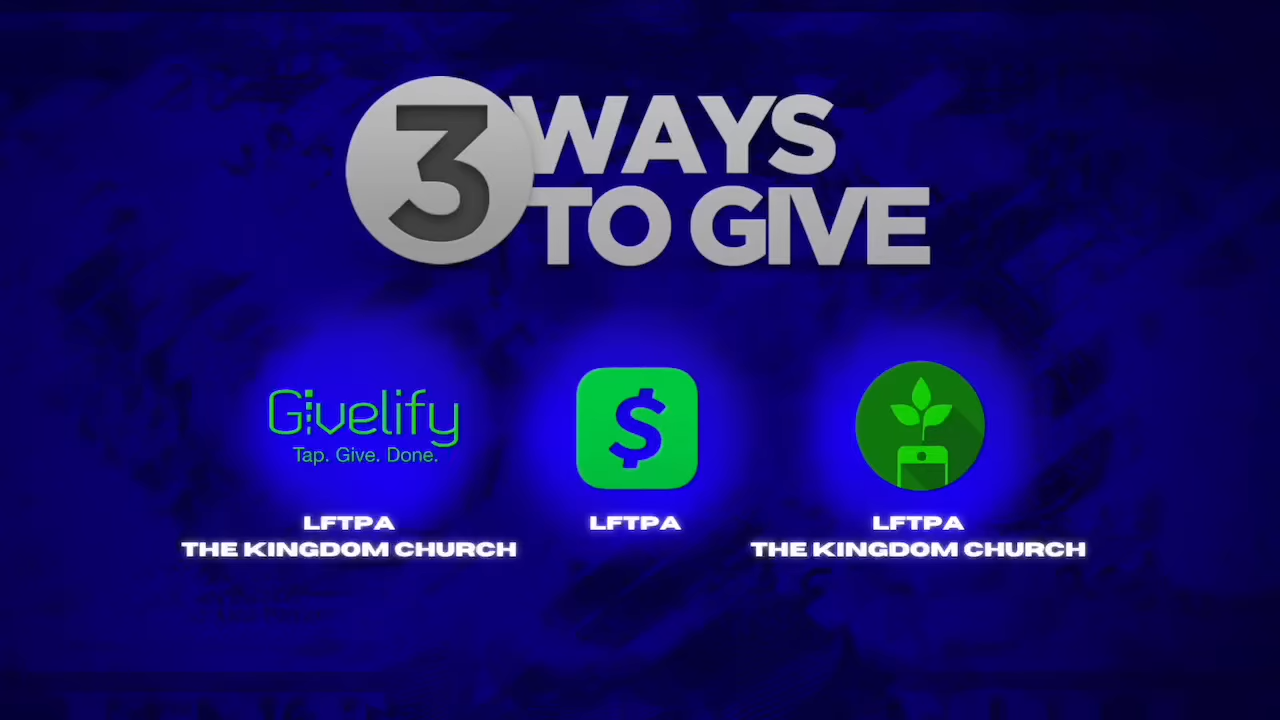 3 WAYS
TO GIVE
Givelify
Tap. Give. Done.
$
LFTPA
THE KINGDOM CHURCH
LFTPA
LFTPA
THE KINGDOM CHURCH